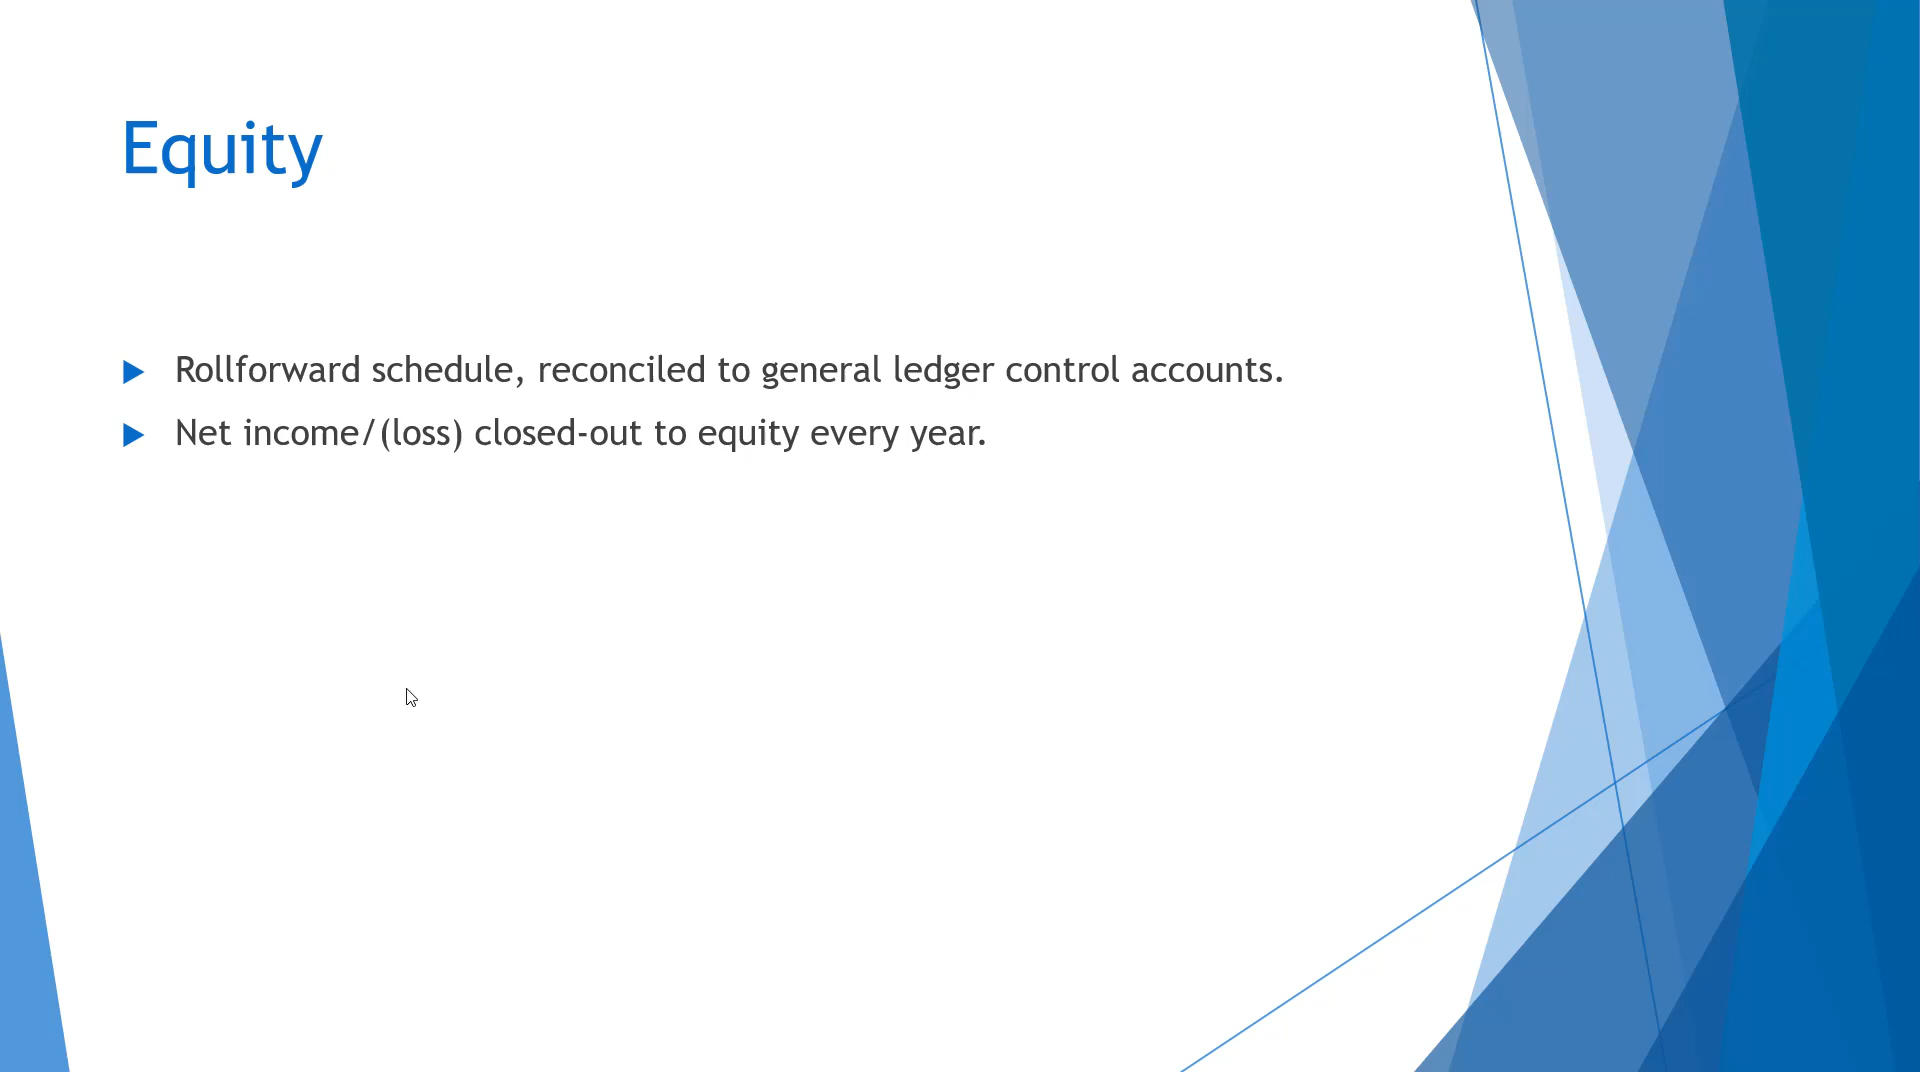 Equity
Rollforward schedule, reconciled to general ledger control accounts.
Net income/(loss) closed-out to equity every year.